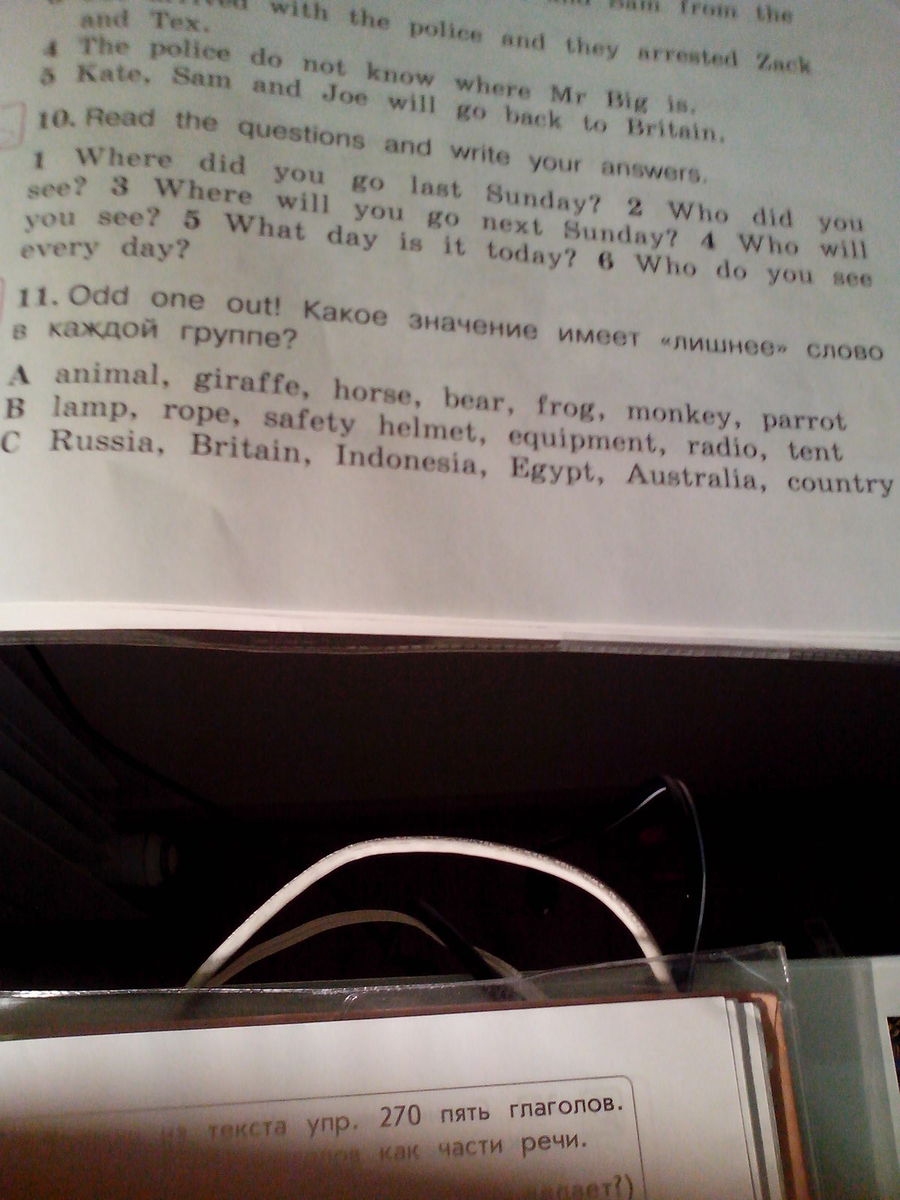 with the police and they arrested Zack
and Tex.
4 The police do not know where Mr Big is.
5 Kate, Sam and Joe will go back to Britain.
10. Read the questions and write your answers.
1 Where did you go last Sunday? 2 Who did you
see? 3 Where will you go next Sunday? 4 Who will
you see? 5 What day is it today? 6 Who do you see
every day?
11. Odd one out! Какое значение имеет «лишнее» слово
в каждой группе?
A animal, giraffe, horse, bear, frog, monkey, parrot
B lamp, rope, safety helmet, equipment, radio, tent
C Russia, Britain, Indonesia, Egypt, Australia, country
из текста упр. 270 пять глаголов.
как части речи.